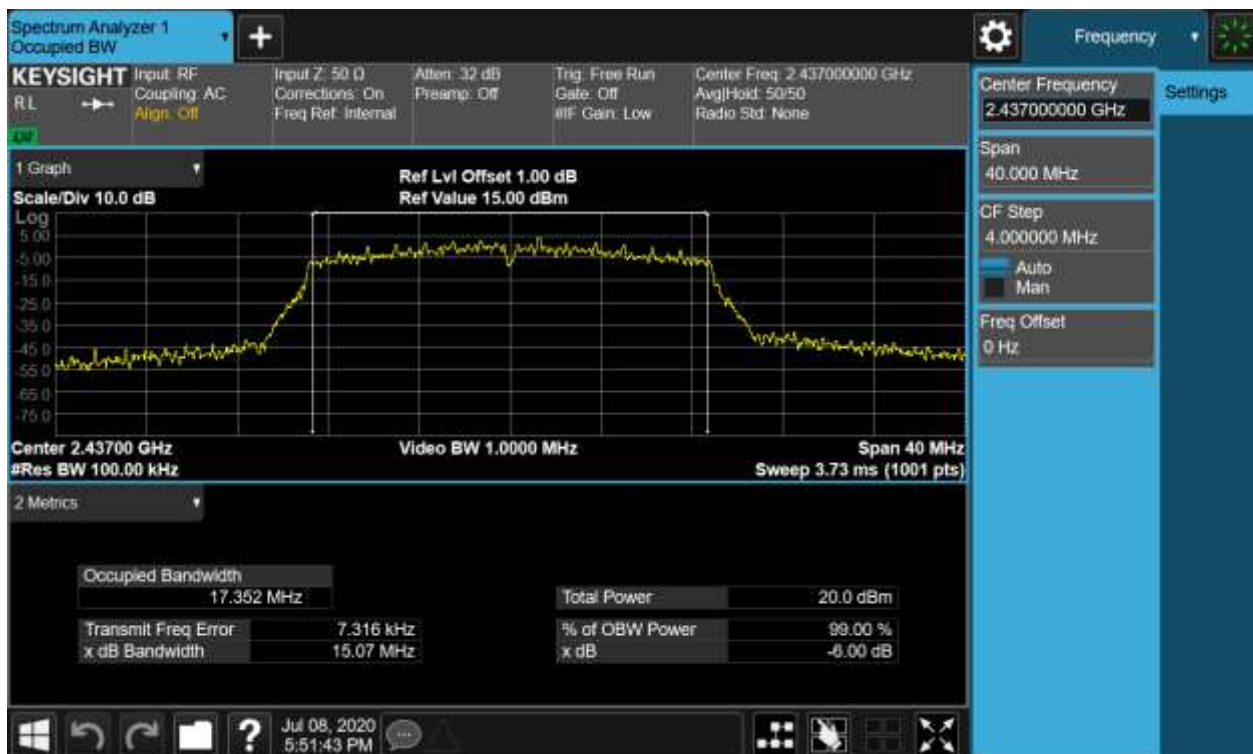 Spectrum Analyzer 1
Occupied BW
+
Frequency
KEYSIGHT
RL
Input: RF
Coupling: AC
Align: Off
Input Z: 50 Ω
Corrections: On
Freq Ref: Internal
Atten: 32 dB
Preamp: Off
Trig: Free Run
Gate: Off
#IF Gain: Low
Center Freq: 2.437000000 GHz
Avg|Hold: 50/50
Radio Std: None
Center Frequency
2.437000000 GHz
Settings
Span
40.000 MHz
CF Step
4.000000 MHz
Auto
Man
Freq Offset
0 Hz
1 Graph
Scale/Div 10.0 dB
Ref Lvl Offset 1.00 dB
Ref Value 15.00 dBm
Log
5.00
-5.00
-15.0
-25.0
-35.0
-45.0
-55.0
-65.0
-75.0
Center 2.43700 GHz
#Res BW 100.00 kHz
Video BW 1.0000 MHz
Span 40 MHz
Sweep 3.73 ms (1001 pts)
2 Metrics
Occupied Bandwidth
17.352 MHz
Transmit Freq Error 7.316 kHz
x dB Bandwidth 15.07 MHz
Total Power 20.0 dBm
% of OBW Power 99.00 %
x dB -6.00 dB
?
Jul 08, 2020
5:51:43 PM